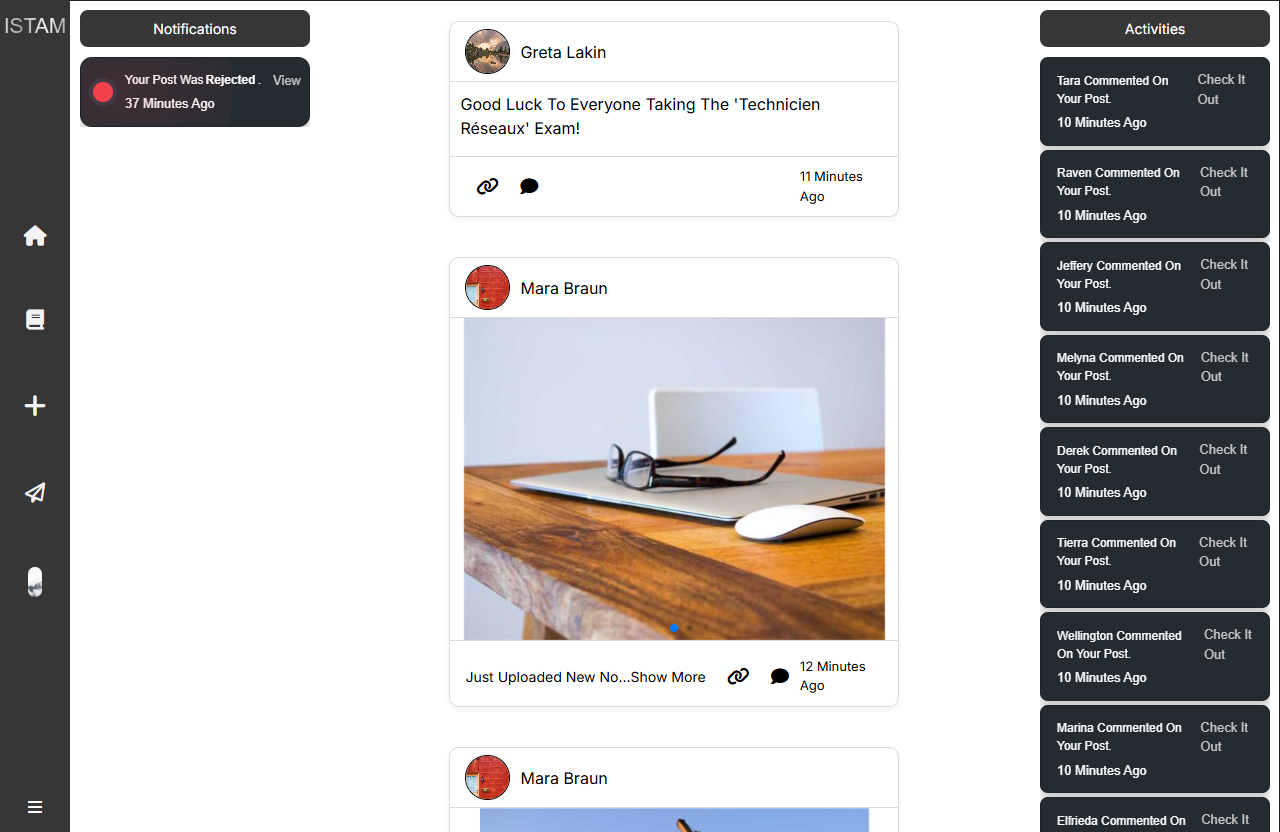 ISTAM
Notifications
Your Post Was Rejected .
View
37 Minutes Ago
Greta Lakin
Good Luck To Everyone Taking The 'Technicien
Réseaux' Exam!
11 Minutes
Ago
Mara Braun
Just Uploaded New No...Show More
12 Minutes
Ago
Mara Braun
Activities
Tara Commented On
Your Post.
10 Minutes Ago
Check It
Out
Raven Commented On
Your Post.
10 Minutes Ago
Check It
Out
Jeffery Commented On
Your Post.
10 Minutes Ago
Check It
Out
Melyna Commented On
Your Post.
10 Minutes Ago
Check It
Out
Derek Commented On
Your Post.
10 Minutes Ago
Check It
Out
Tierra Commented On
Your Post.
10 Minutes Ago
Check It
Out
Wellington Commented
On Your Post.
10 Minutes Ago
Check It
Out
Marina Commented On
Your Post.
10 Minutes Ago
Check It
Out
Elfrieda Commented On
Check It